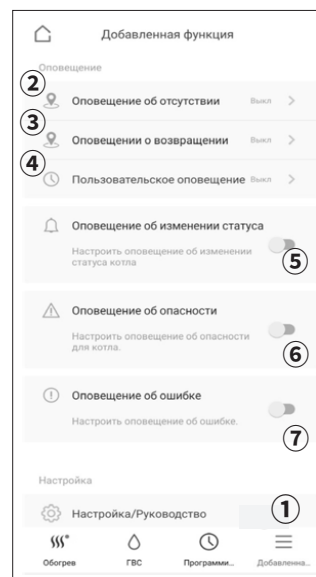 Добавленная функция
Оповещение
② Оповещение об отсутствии Выкл
③ Оповещении о возвращении Выкл
④ Пользовательское оповещение Выкл
Оповещение об изменении статуса
Настроить оповещение об изменении
статуса котла
⑤
Оповещение об опасности
Настроить оповещение об опасности
для котла.
⑥
Оповещение об ошибке
Настроить оповещение об ошибке.
⑦
Настройка
Настройка/Руководство
①
Обогрев ГВС Программи... Добавленна...